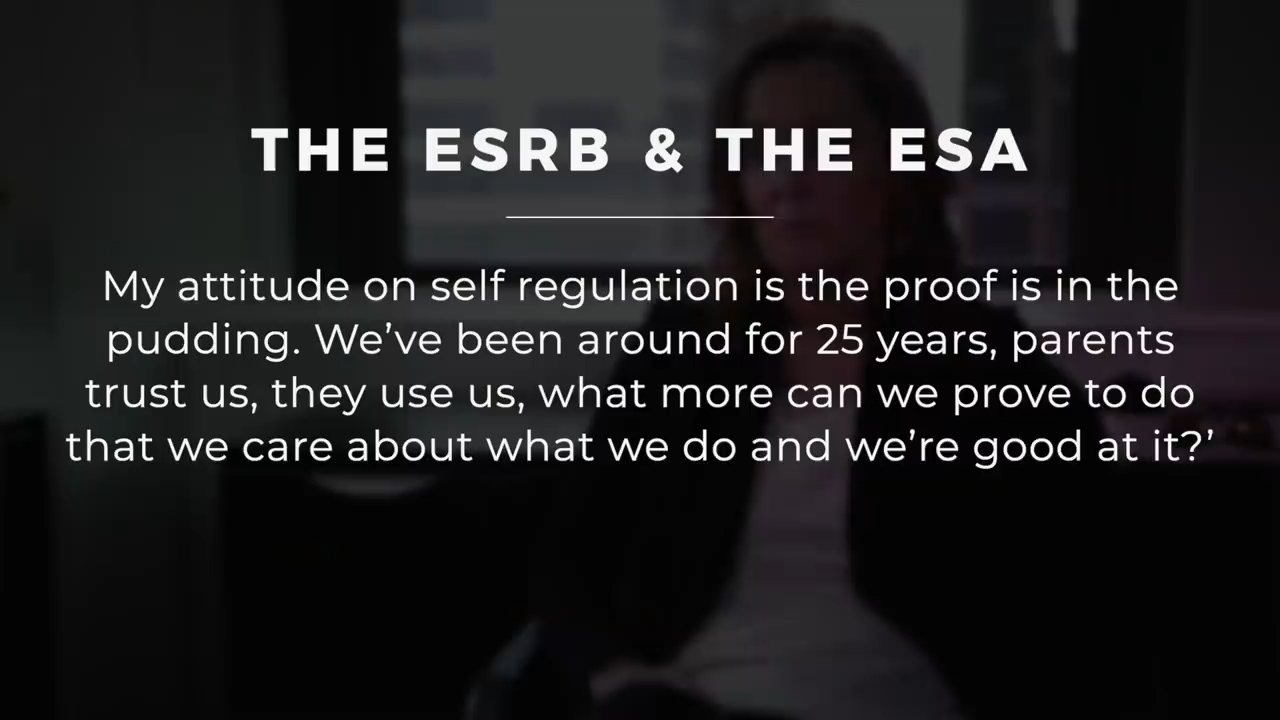 THE ESRB & THE ESA
My attitude on self regulation is the proof is in the
pudding. We’ve been around for 25 years, parents
trust us, they use us, what more can we prove to do
that we care about what we do and we’re good at it?’